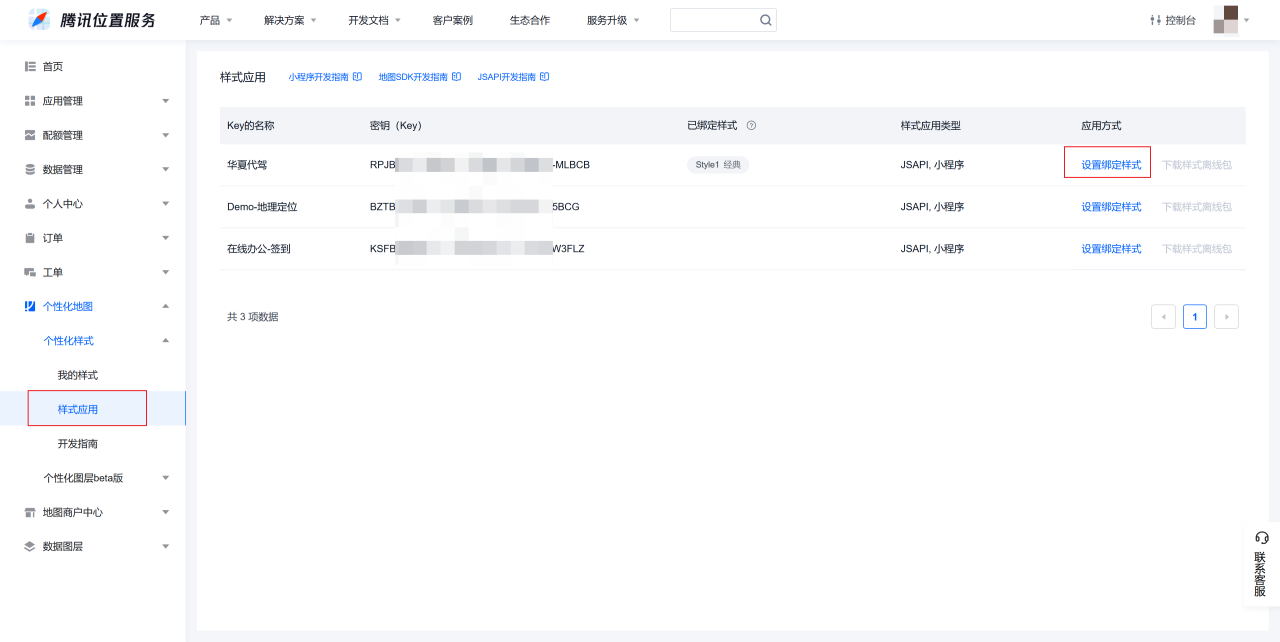 腾讯位置服务 产品 解决方案 开发文档 客户案例 生态合作 服务升级 控制台
首页
应用管理
配额管理
数据管理
个人中心
订单
工单
个性化地图
个性化样式
我的样式
样式应用
开发指南
个性化图层beta版
地图商户中心
数据图层
样式应用 小程序开发指南 地图SDK开发指南 JSAPI开发指南
Key的名称 密钥（Key） 已绑定样式 样式应用类型 应用方式
华夏代驾 RPJB -MLBCB Style1 经典 JSAPI, 小程序 设置绑定样式 下载样式离线包
Demo-地理定位 BZTB 5BCG JSAPI, 小程序 设置绑定样式 下载样式离线包
在线办公-签到 KSFB W3FLZ JSAPI, 小程序 设置绑定样式 下载样式离线包
共 3 项数据 1
联系客服